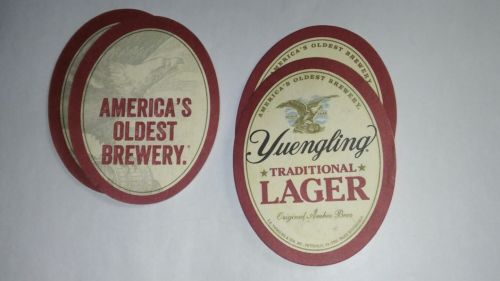 AMERICA'S
OLDEST
BREWERY.®
AMERICA'S OLDEST BREWERY.
AMERICA'S OLDEST BREWERY.
Yuengling®
TRADITIONAL
LAGER
Original Amber Beer